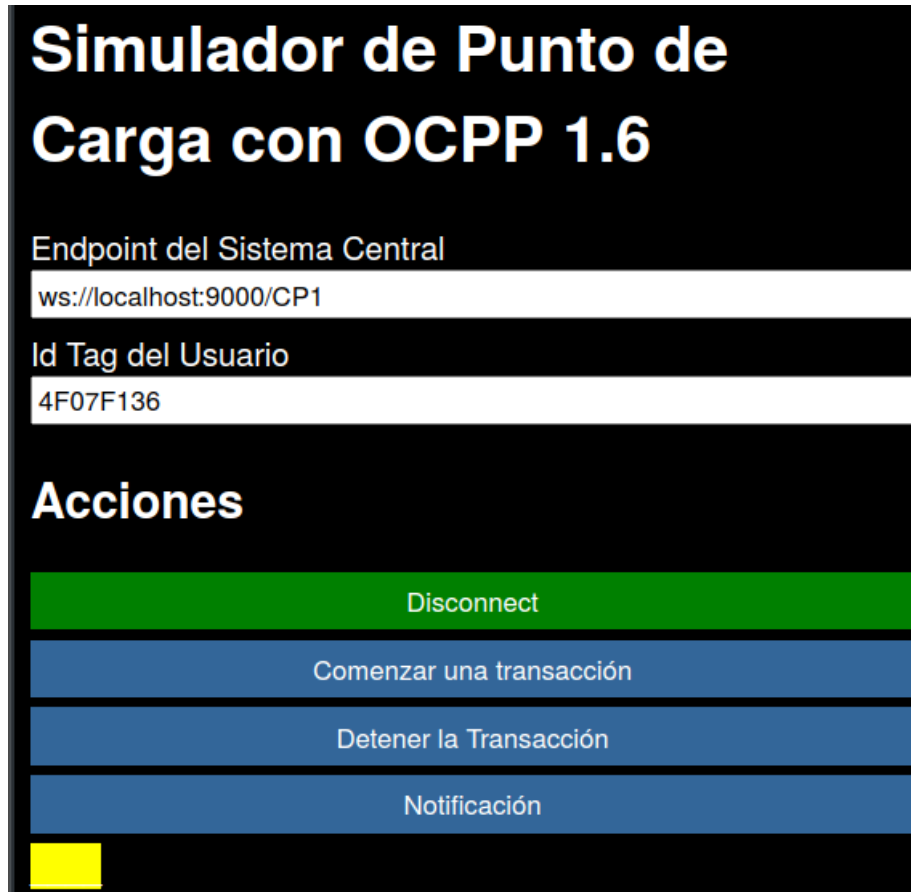 Simulador de Punto de
Carga con OCPP 1.6
Endpoint del Sistema Central
ws://localhost:9000/CP1
Id Tag del Usuario
4F07F136
Acciones
Disconnect
Comenzar una transacción
Detener la Transacción
Notificación